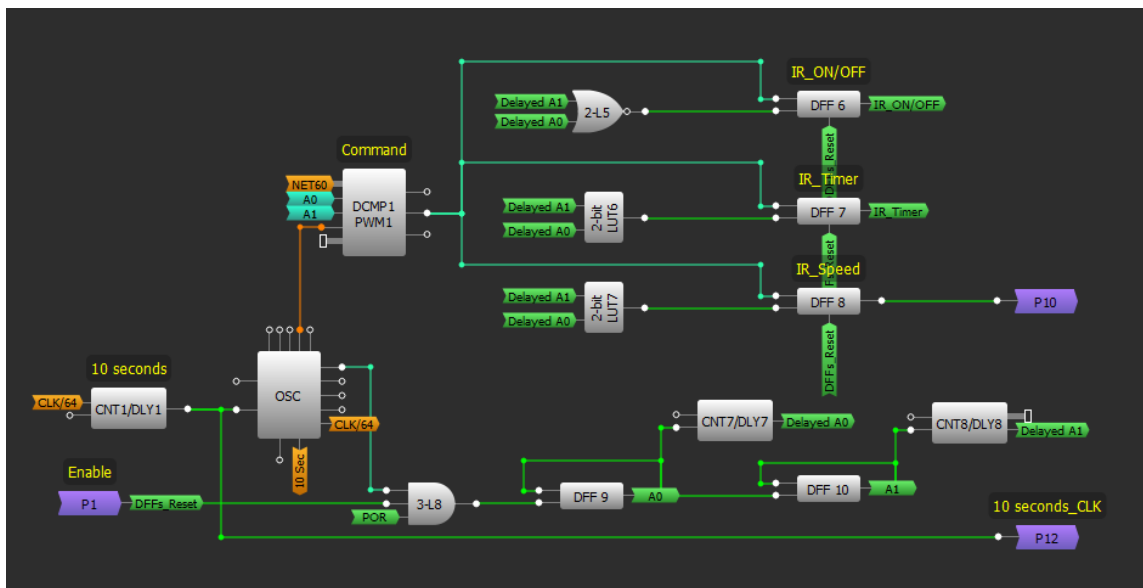 IR_ON/OFF
Delayed A1
Delayed A0
2-L5
DFF 6
IR_ON/OFF
DFFs_Reset
Command
NET60
A0
A1
DCMP1
PWM1
IR_Timer
Delayed A1
Delayed A0
2-bit
LUT6
DFF 7
IR_Timer
DFFs_Reset
IR_Speed
Delayed A1
Delayed A0
2-bit
LUT7
DFF 8
P10
DFFs_Reset
10 seconds
CLK/64
CNT1/DLY1
OSC
CLK/64
10 Sec
CNT7/DLY7
Delayed A0
CNT8/DLY8
Delayed A1
Enable
P1
DFFs_Reset
POR
3-L8
DFF 9
A0
DFF 10
A1
10 seconds_CLK
P12